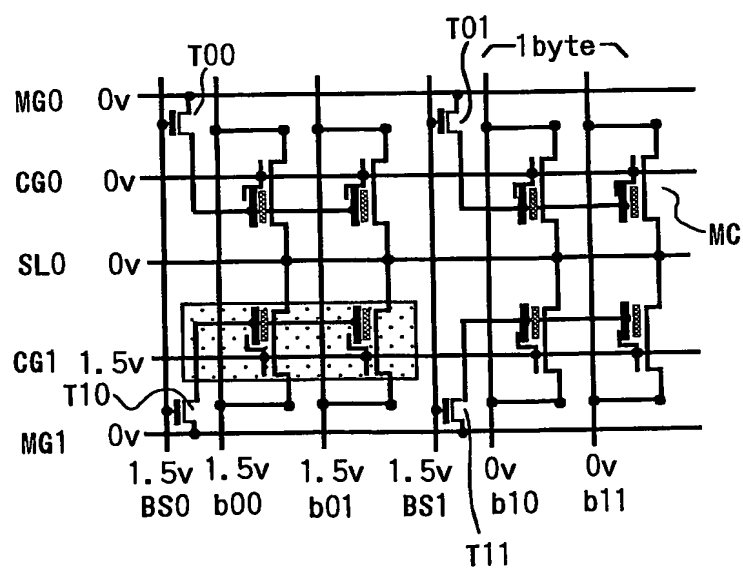 T00
T01
1byte
MG0 0v
CG0 0v
MC
SL0 0v
CG1 1.5v
T10
MG1 0v
1.5v 1.5v 1.5v 1.5v 0v 0v
BS0 b00 b01 BS1 b10 b11
T11